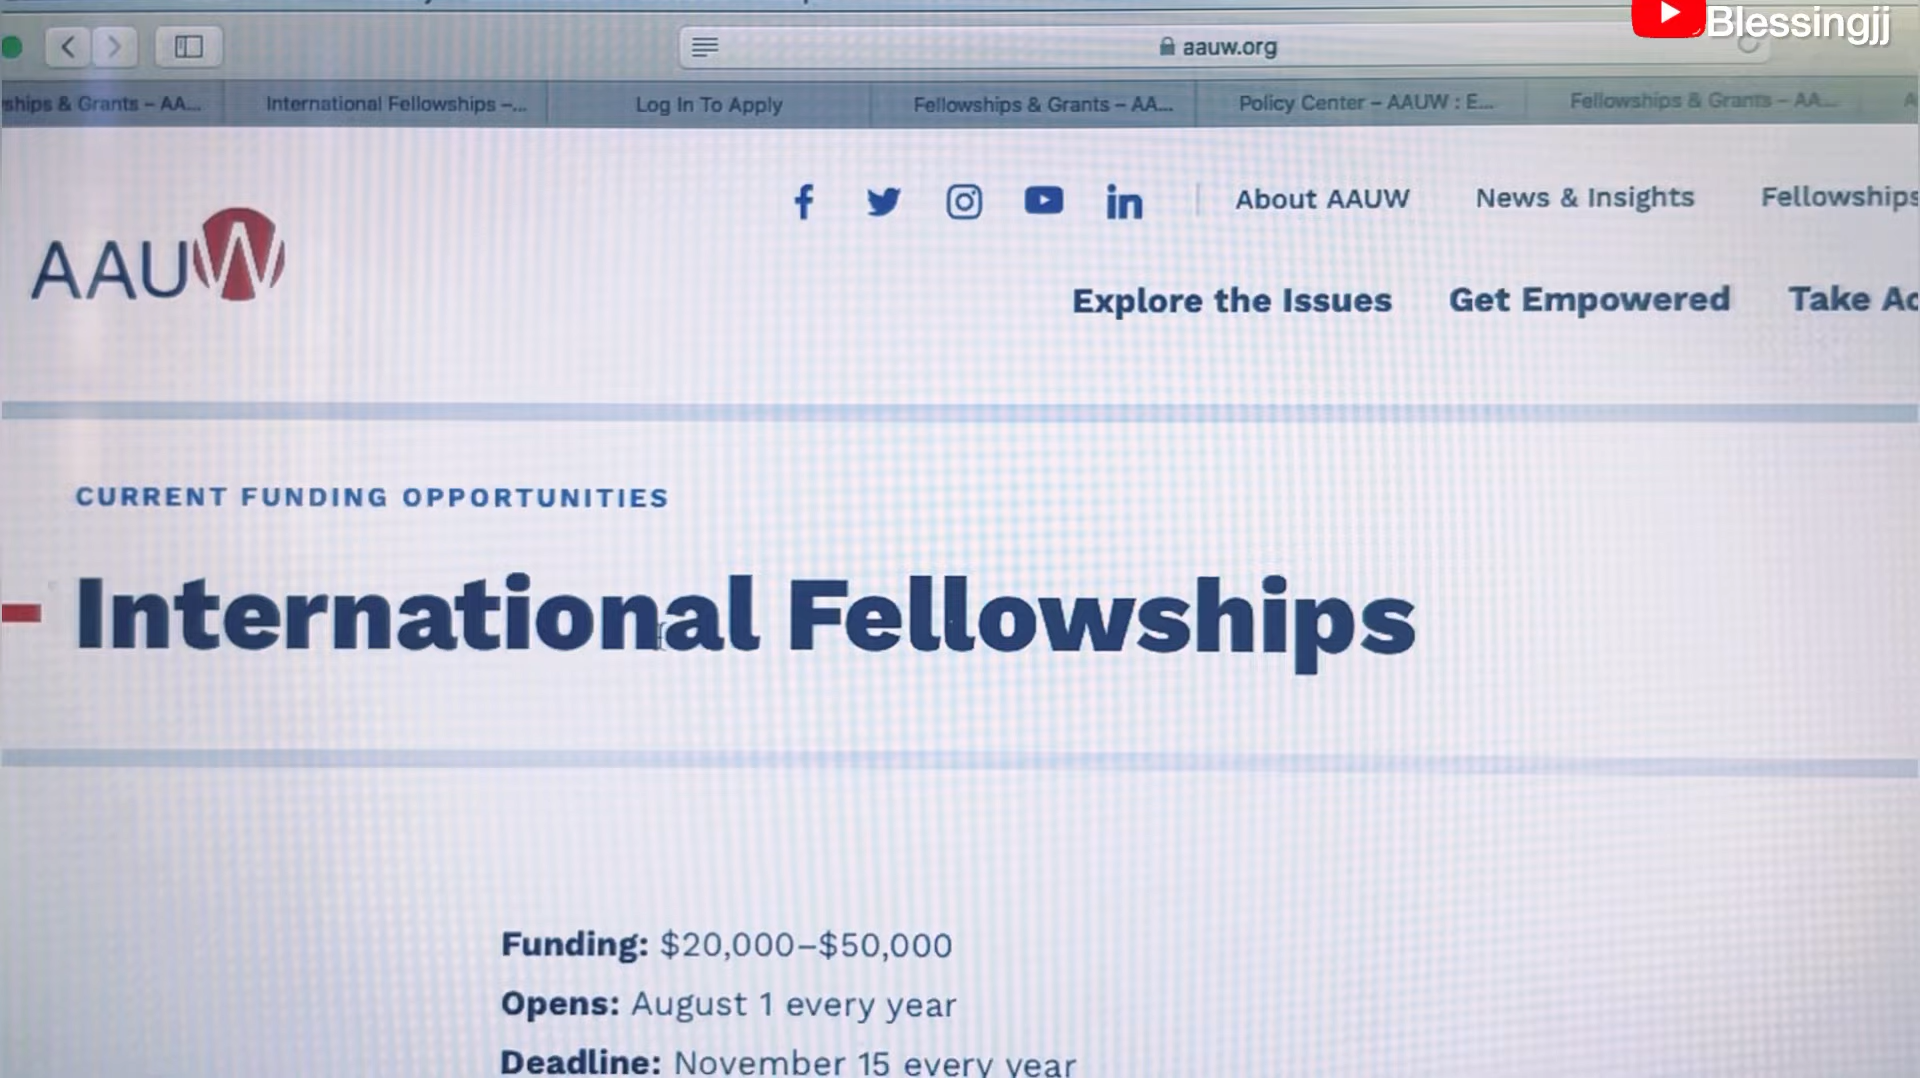 Blessingjj
aauw.org
ships & Grants – AA...
International Fellowships –...
Log In To Apply
Fellowships & Grants – AA...
Policy Center – AAUW : E...
Fellowships & Grants – AA...
About AAUW
News & Insights
Fellowships
AAUW
Explore the Issues
Get Empowered
Take Ac
CURRENT FUNDING OPPORTUNITIES
International Fellowships
Funding: $20,000–$50,000
Opens: August 1 every year
Deadline: November 15 every year